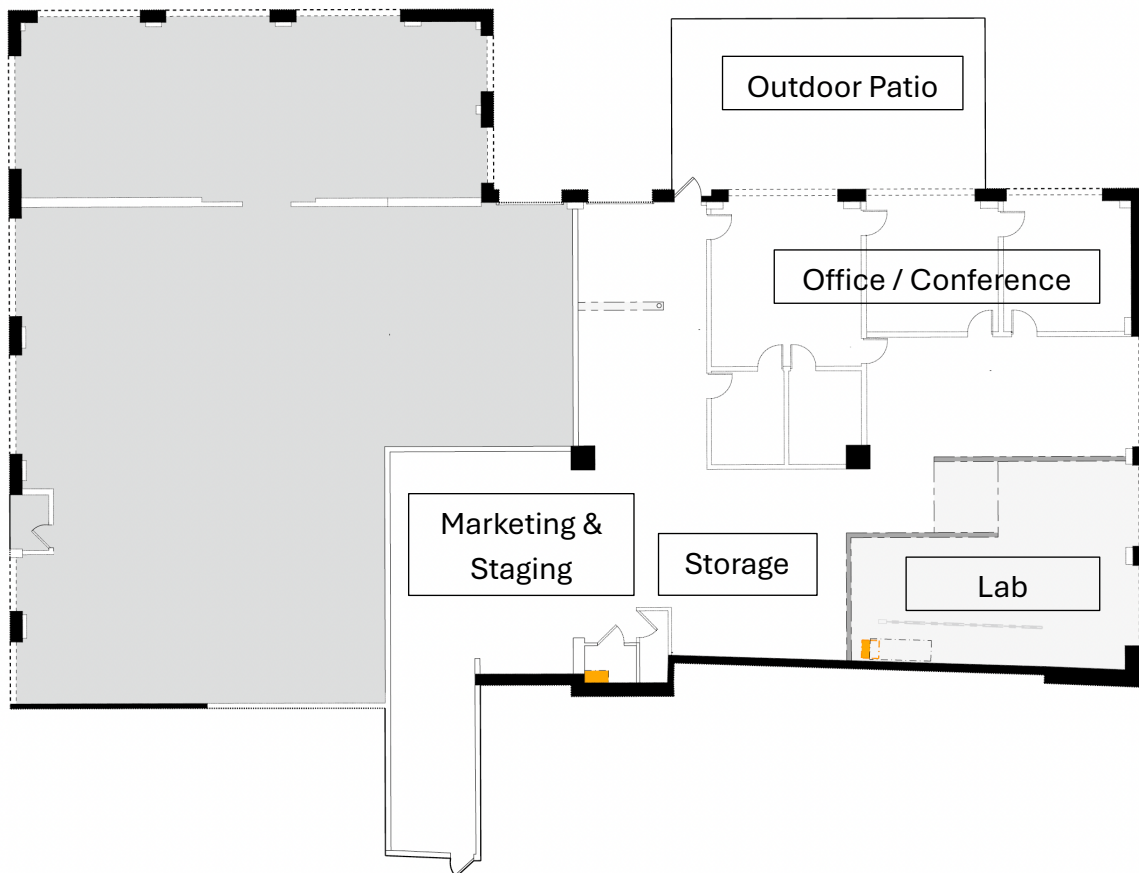 Outdoor Patio
Office / Conference
Marketing &
Staging
Storage
Lab